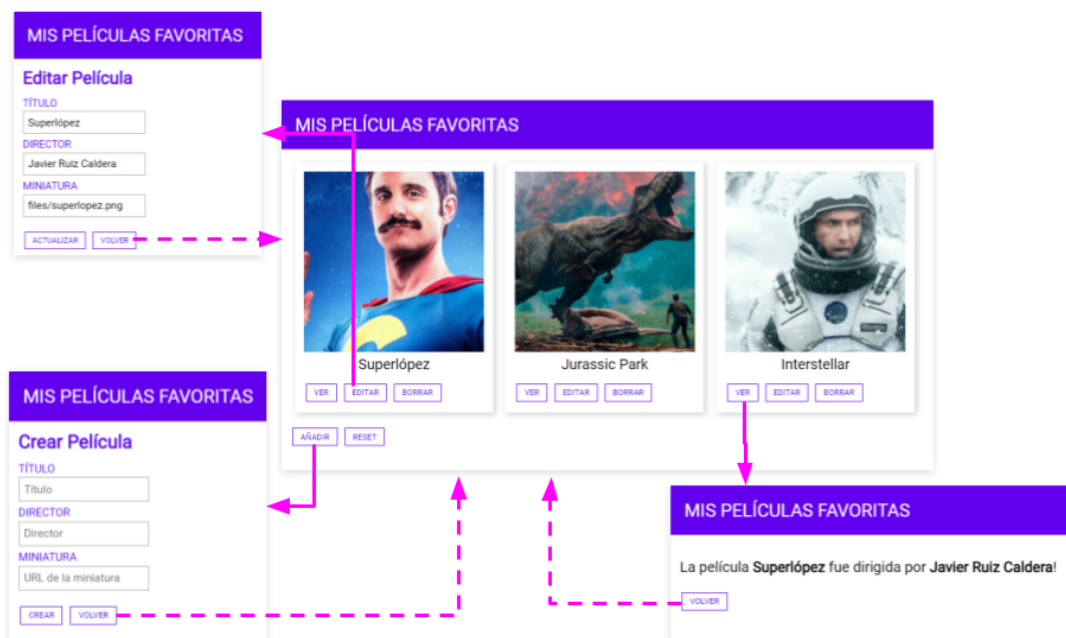 MIS PELÍCULAS FAVORITAS
Editar Película
TÍTULO
Superlópez
DIRECTOR
Javier Ruiz Caldera
MINIATURA
files/superlopez.png
ACTUALIZAR VOLVER
MIS PELÍCULAS FAVORITAS
Superlópez Jurassic Park Interstellar
VER EDITAR BORRAR VER EDITAR BORRAR VER EDITAR BORRAR
AÑADIR RESET
MIS PELÍCULAS FAVORITAS
Crear Película
TÍTULO
Título
DIRECTOR
Director
MINIATURA
URL de la miniatura
CREAR VOLVER
MIS PELÍCULAS FAVORITAS
La película Superlópez fue dirigida por Javier Ruiz Caldera!
VOLVER